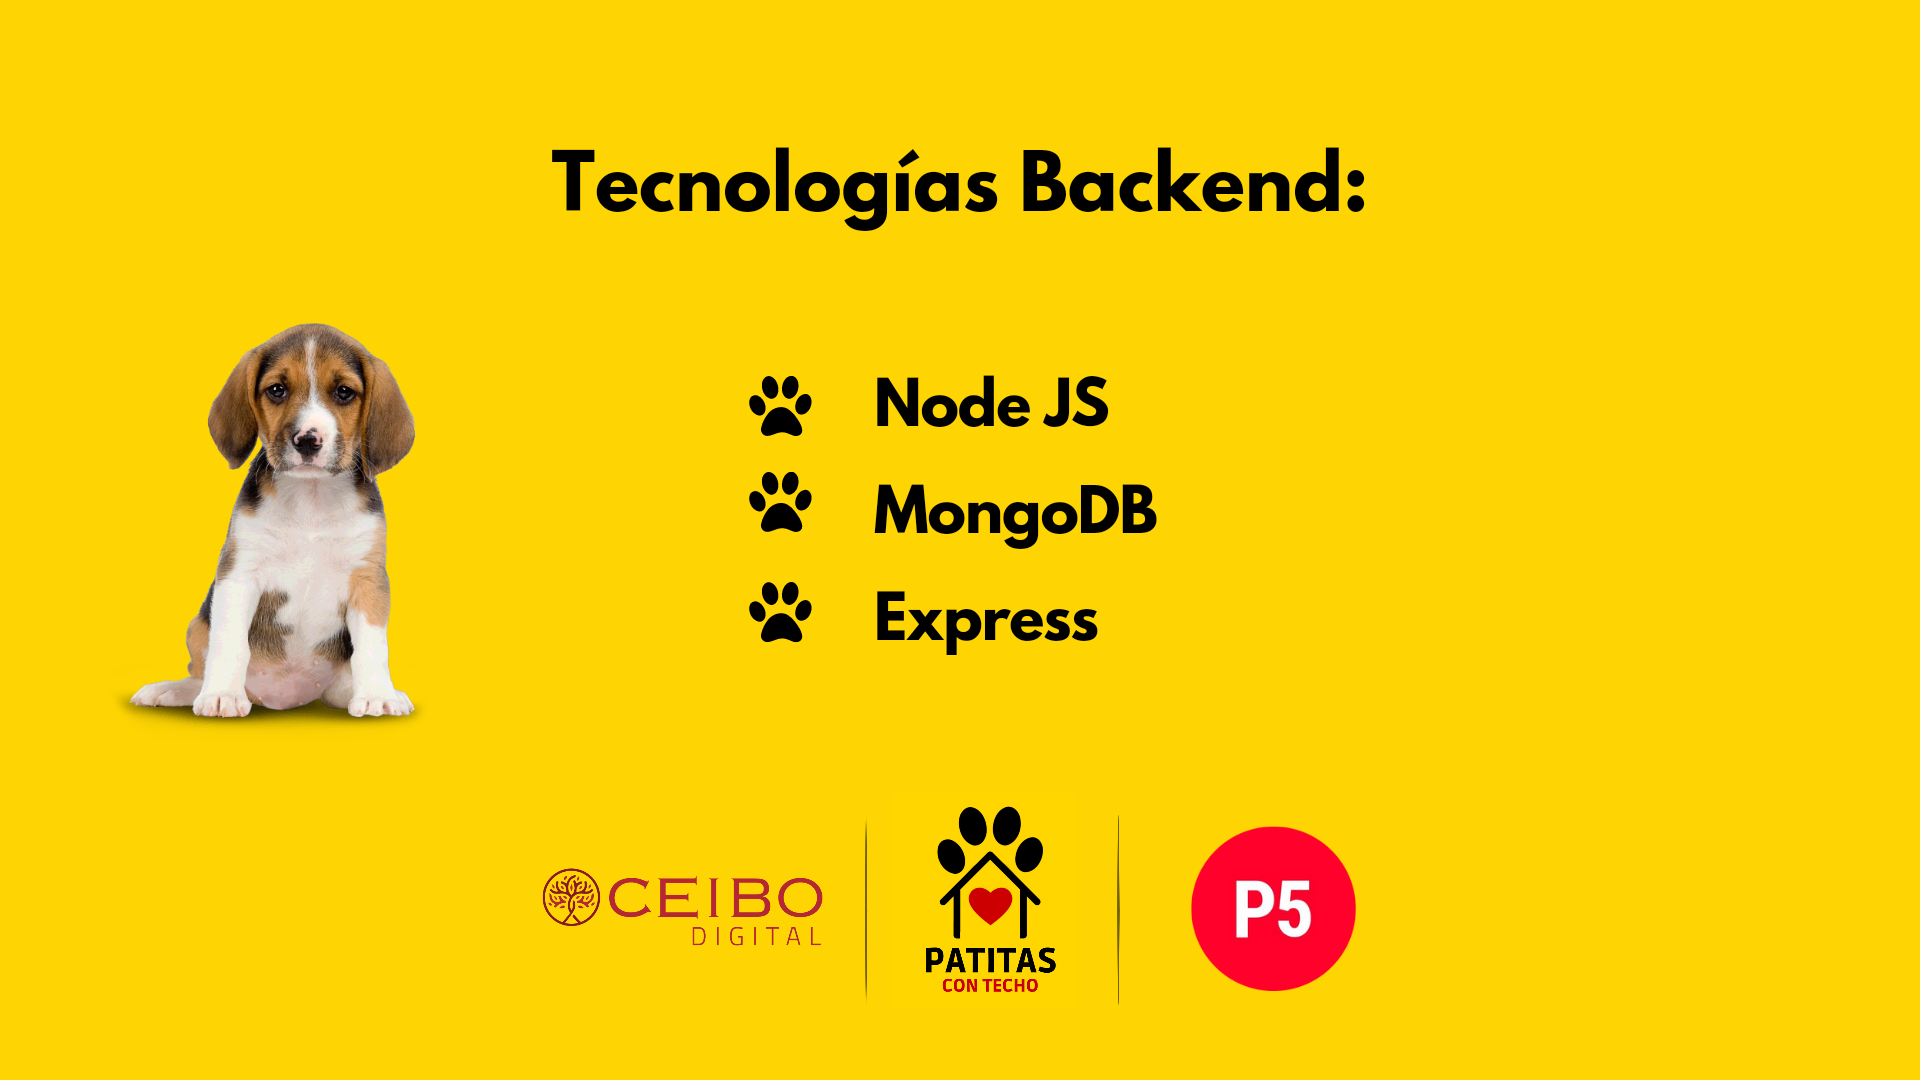 Tecnologías Backend:
Node JS
MongoDB
Express
CEIBO
DIGITAL
PATITAS
CON TECHO
P5